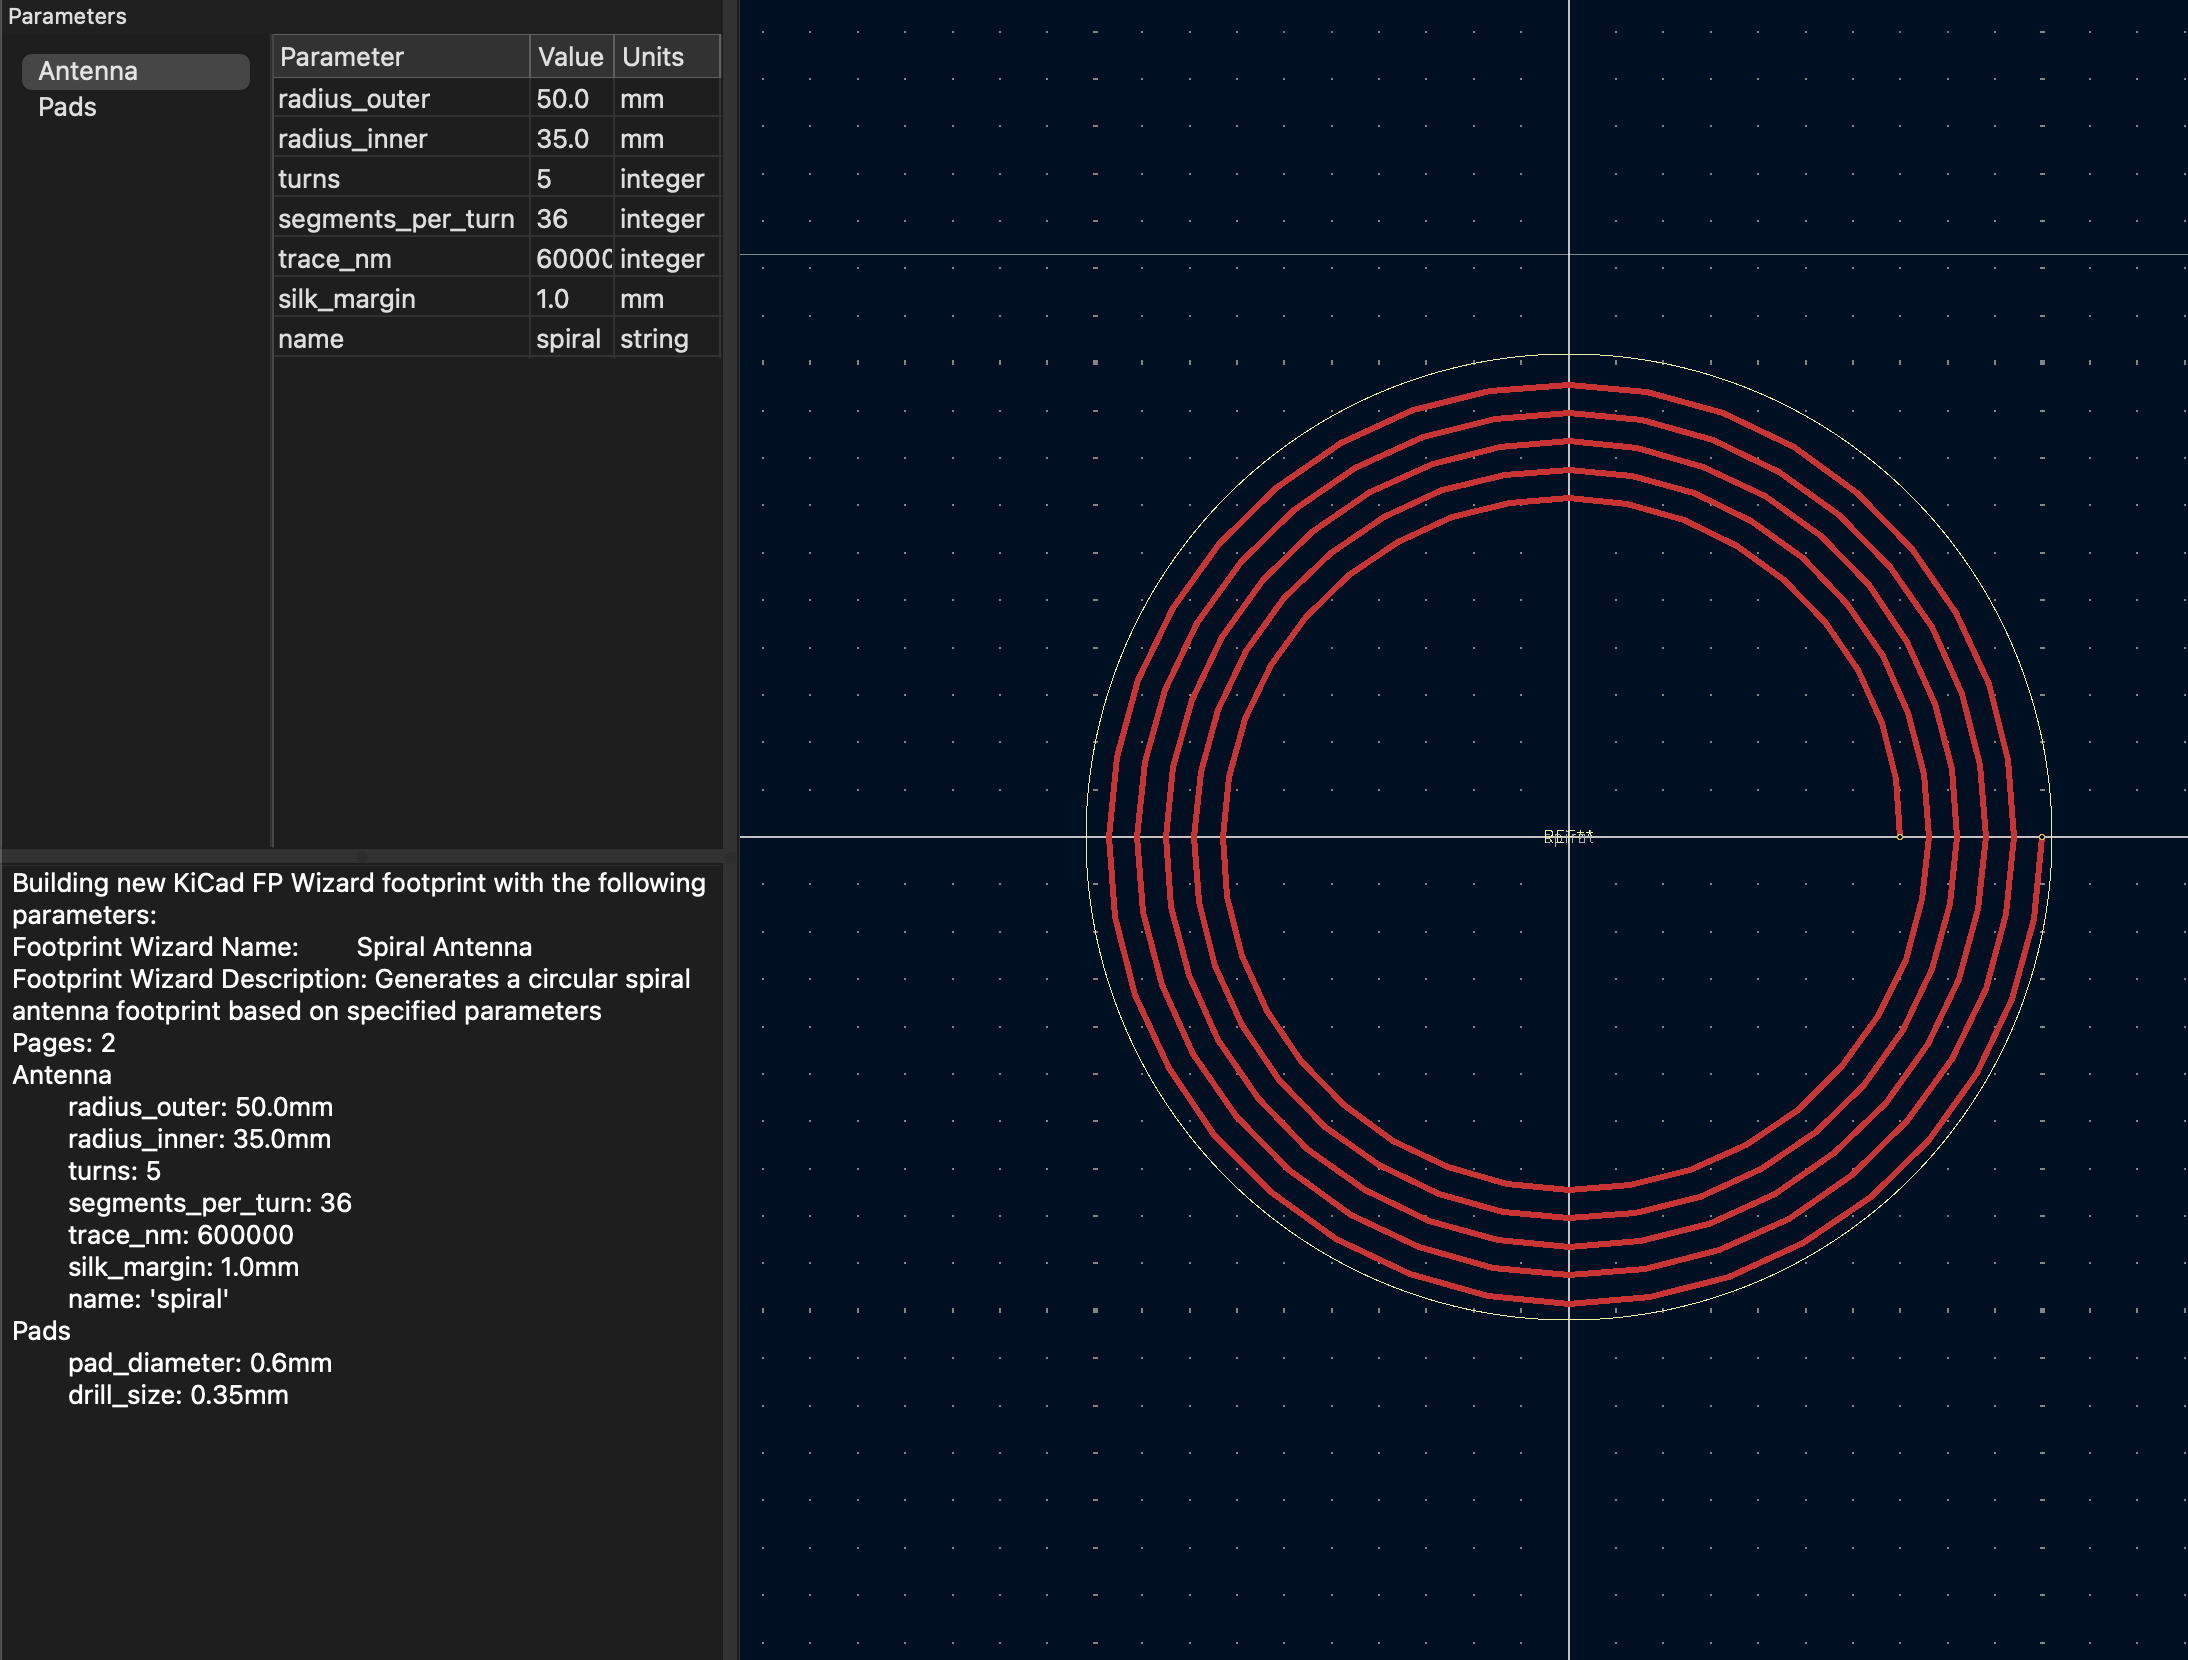 Parameters
Antenna
Pads
Parameter Value Units
radius_outer 50.0 mm
radius_inner 35.0 mm
turns 5 integer
segments_per_turn 36 integer
trace_nm 60000 integer
silk_margin 1.0 mm
name spiral string
Building new KiCad FP Wizard footprint with the following
parameters:
Footprint Wizard Name: Spiral Antenna
Footprint Wizard Description: Generates a circular spiral
antenna footprint based on specified parameters
Pages: 2
Antenna
radius_outer: 50.0mm
radius_inner: 35.0mm
turns: 5
segments_per_turn: 36
trace_nm: 600000
silk_margin: 1.0mm
name: 'spiral'
Pads
pad_diameter: 0.6mm
drill_size: 0.35mm